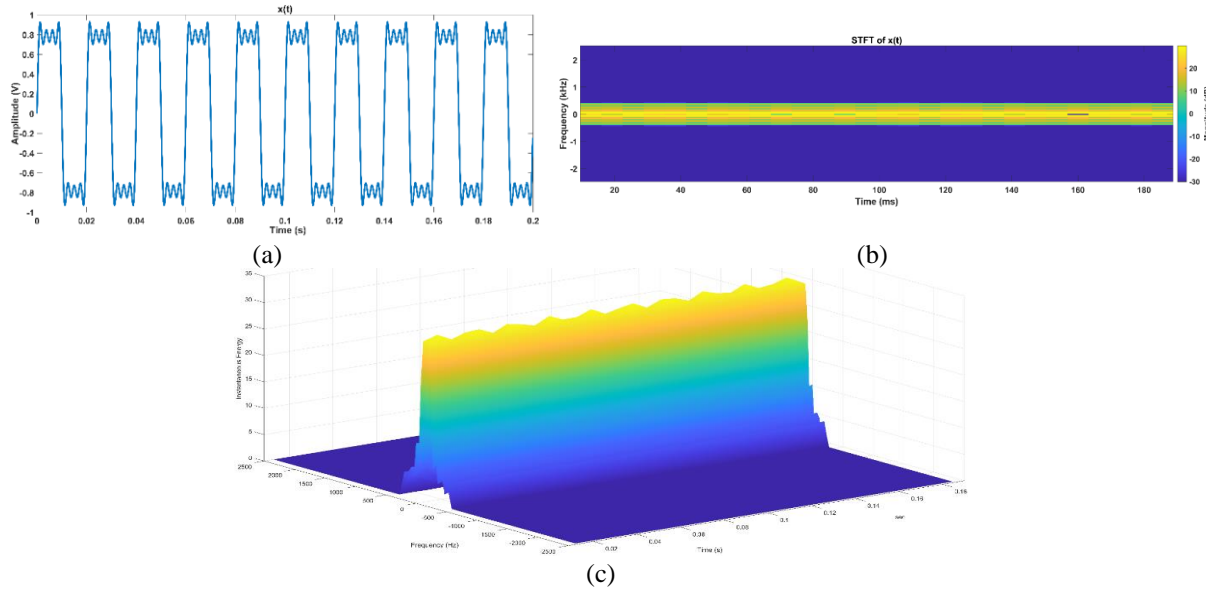 x(t)
1
0.8
0.6
0.4
0.2
0
-0.2
-0.4
-0.6
-0.8
-1
Amplitude (V)
0 0.02 0.04 0.06 0.08 0.1 0.12 0.14 0.16 0.18 0.2
Time (s)
(a)
STFT of x(t)
2
1
0
-1
-2
Frequency (kHz)
20 40 60 80 100 120 140 160 180
Time (ms)
20
10
0
-10
-20
-30
(b)
35
30
25
20
15
10
5
0
Instantaneous Energy
2500 2000 1500 1000 500 0 -500 -1000 1500 -2000 -2500
Frequency (Hz)
0.02 0.04 0.06 0.08 0.1 0.12 0.14 0.16 0.18
Time (s)
(c)